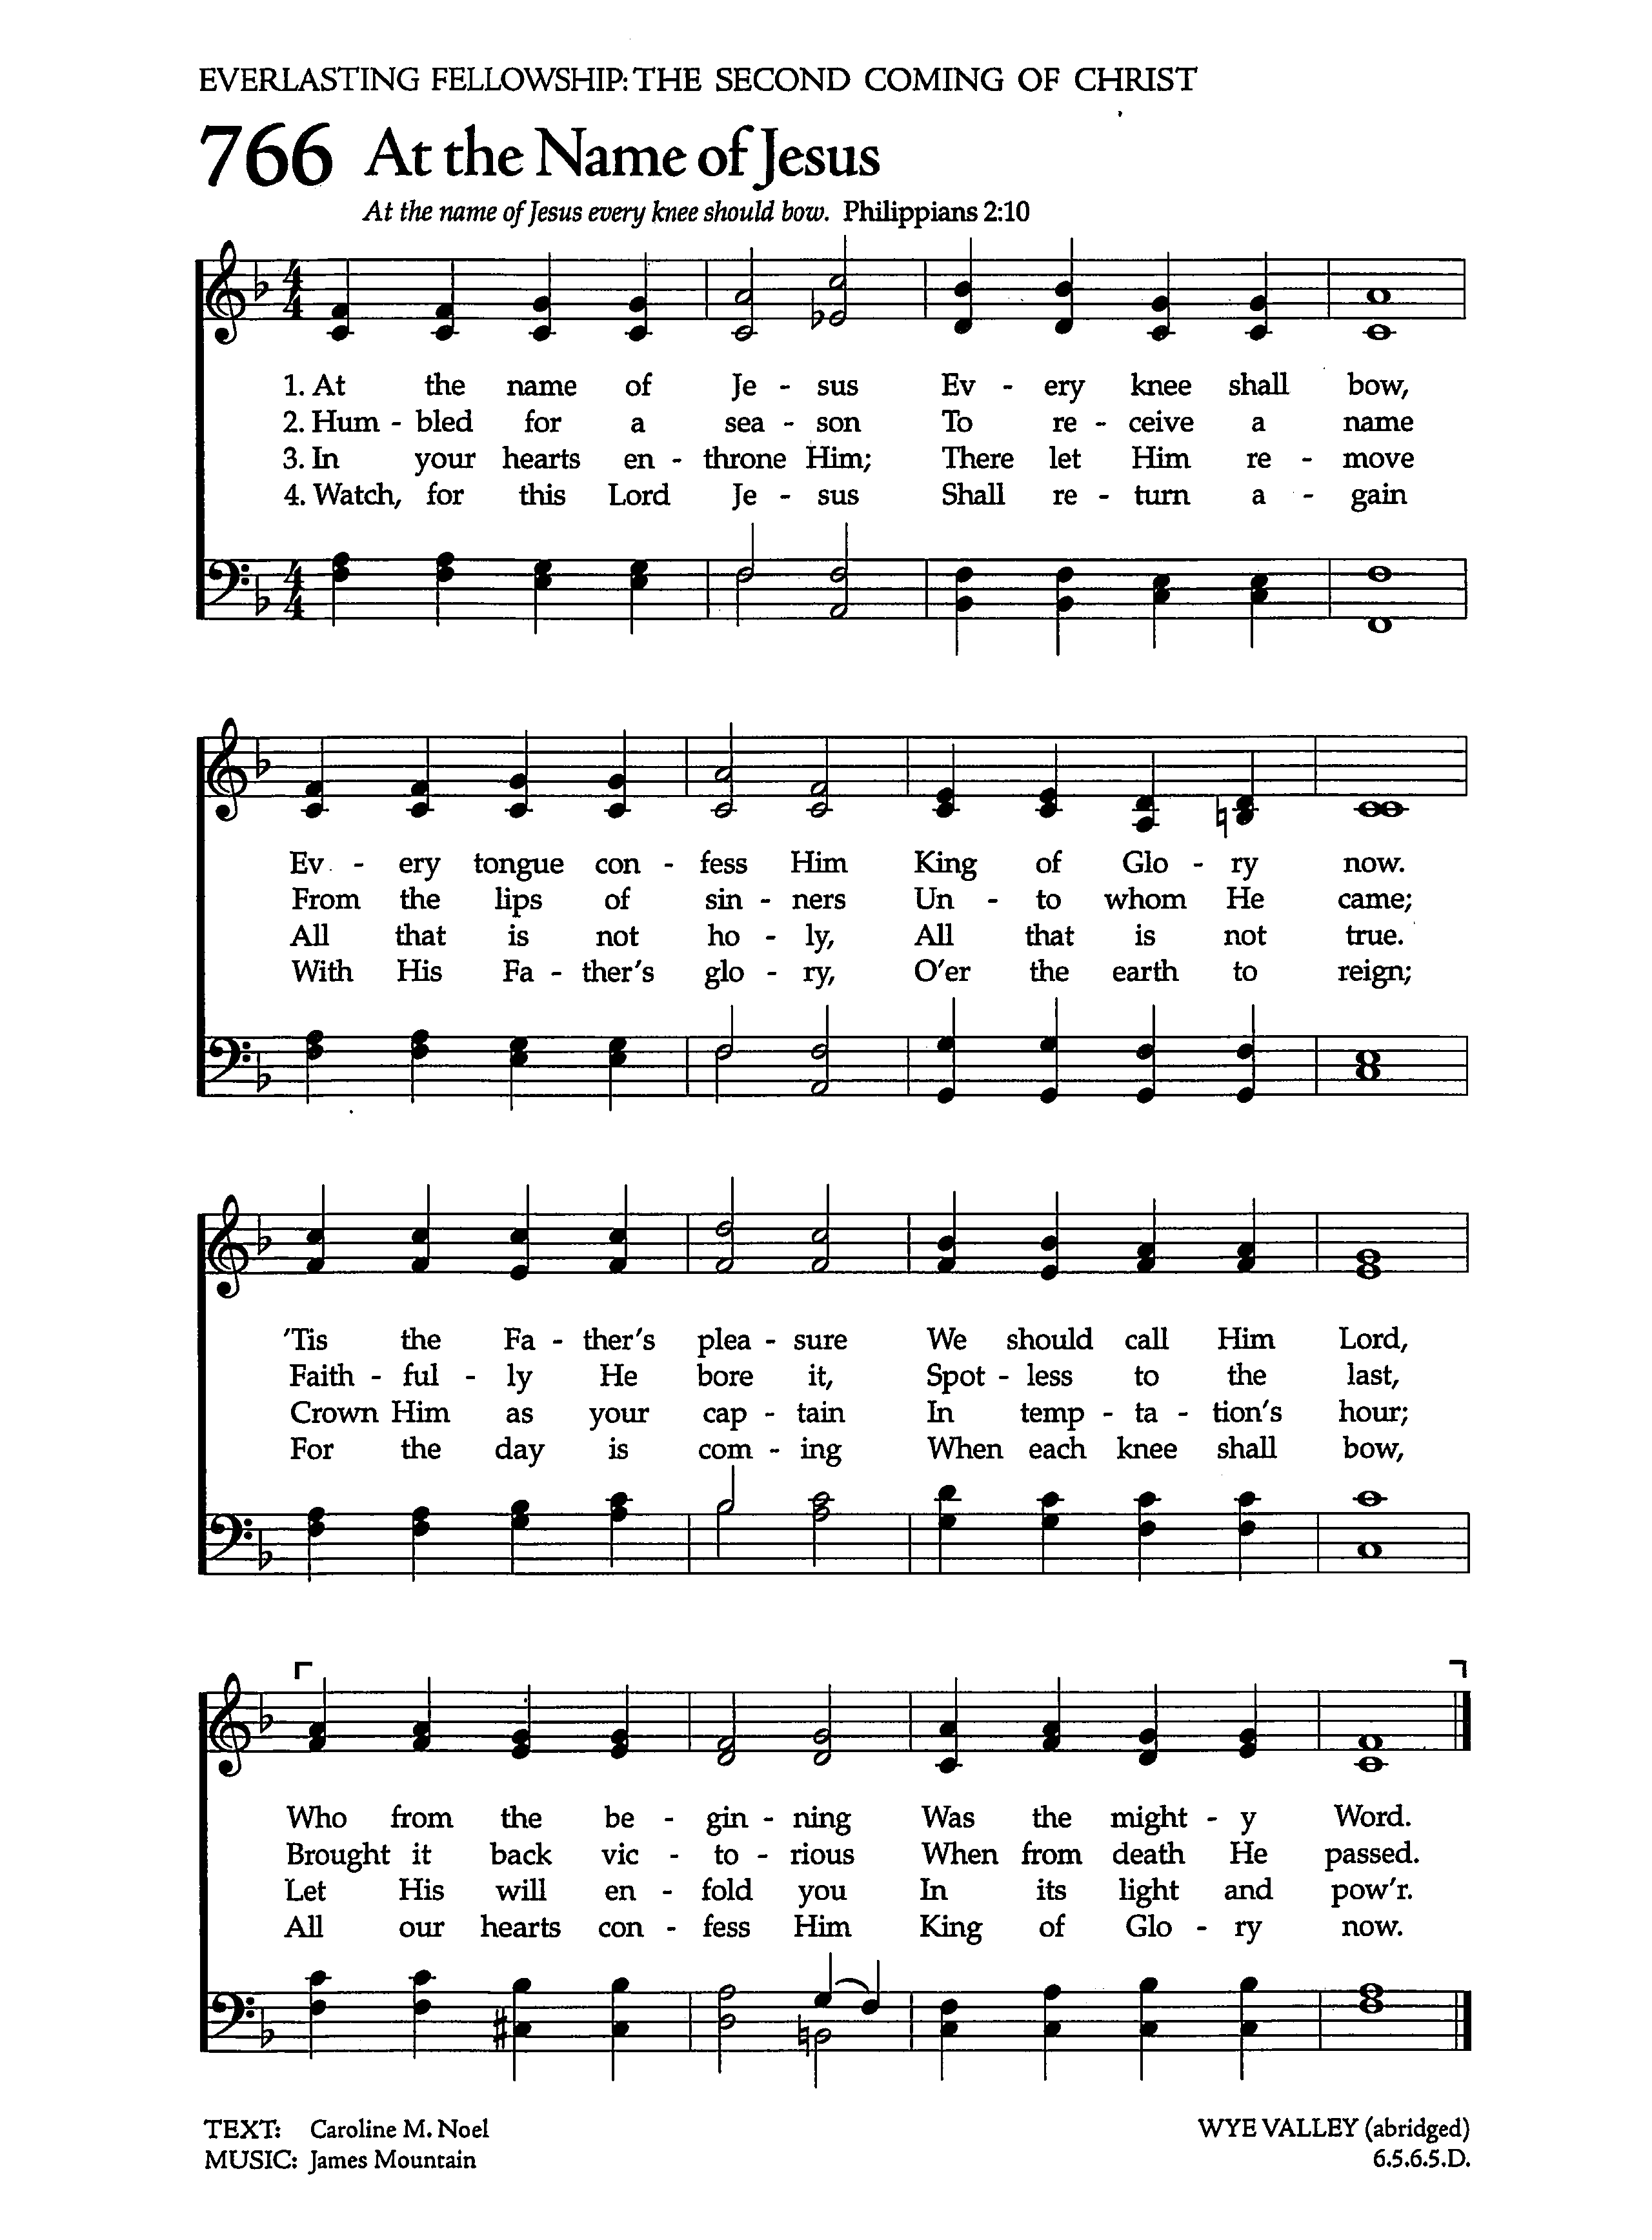 EVERLASTING FELLOWSHIP: THE SECOND COMING OF CHRIST
766 At the Name of Jesus
At the name of Jesus every knee should bow. Philippians 2:10
4 4
1. At the name of Je - sus Ev - ery knee shall bow,
2. Hum - bled for a sea - son To re - ceive a name
3. In your hearts en - throne Him; There let Him re - move
4. Watch, for this Lord Je - sus Shall re - turn a - gain
4 4
Ev - ery tongue con - fess Him King of Glo - ry now.
From the lips of sin - ners Un - to whom He came;
All that is not ho - ly, All that is not true.
With His Fa - ther's glo - ry, O'er the earth to reign;
'Tis the Fa - ther's plea - sure We should call Him Lord,
Faith - ful - ly He bore it, Spot - less to the last,
Crown Him as your cap - tain In temp - ta - tion's hour;
For the day is com - ing When each knee shall bow,
Who from the be - gin - ning Was the might - y Word.
Brought it back vic - to - rious When from death He passed.
Let His will en - fold you In its light and pow'r.
All our hearts con - fess Him King of Glo - ry now.
TEXT: Caroline M. Noel
MUSIC: James Mountain
WYE VALLEY (abridged)
6.5.6.5.D.